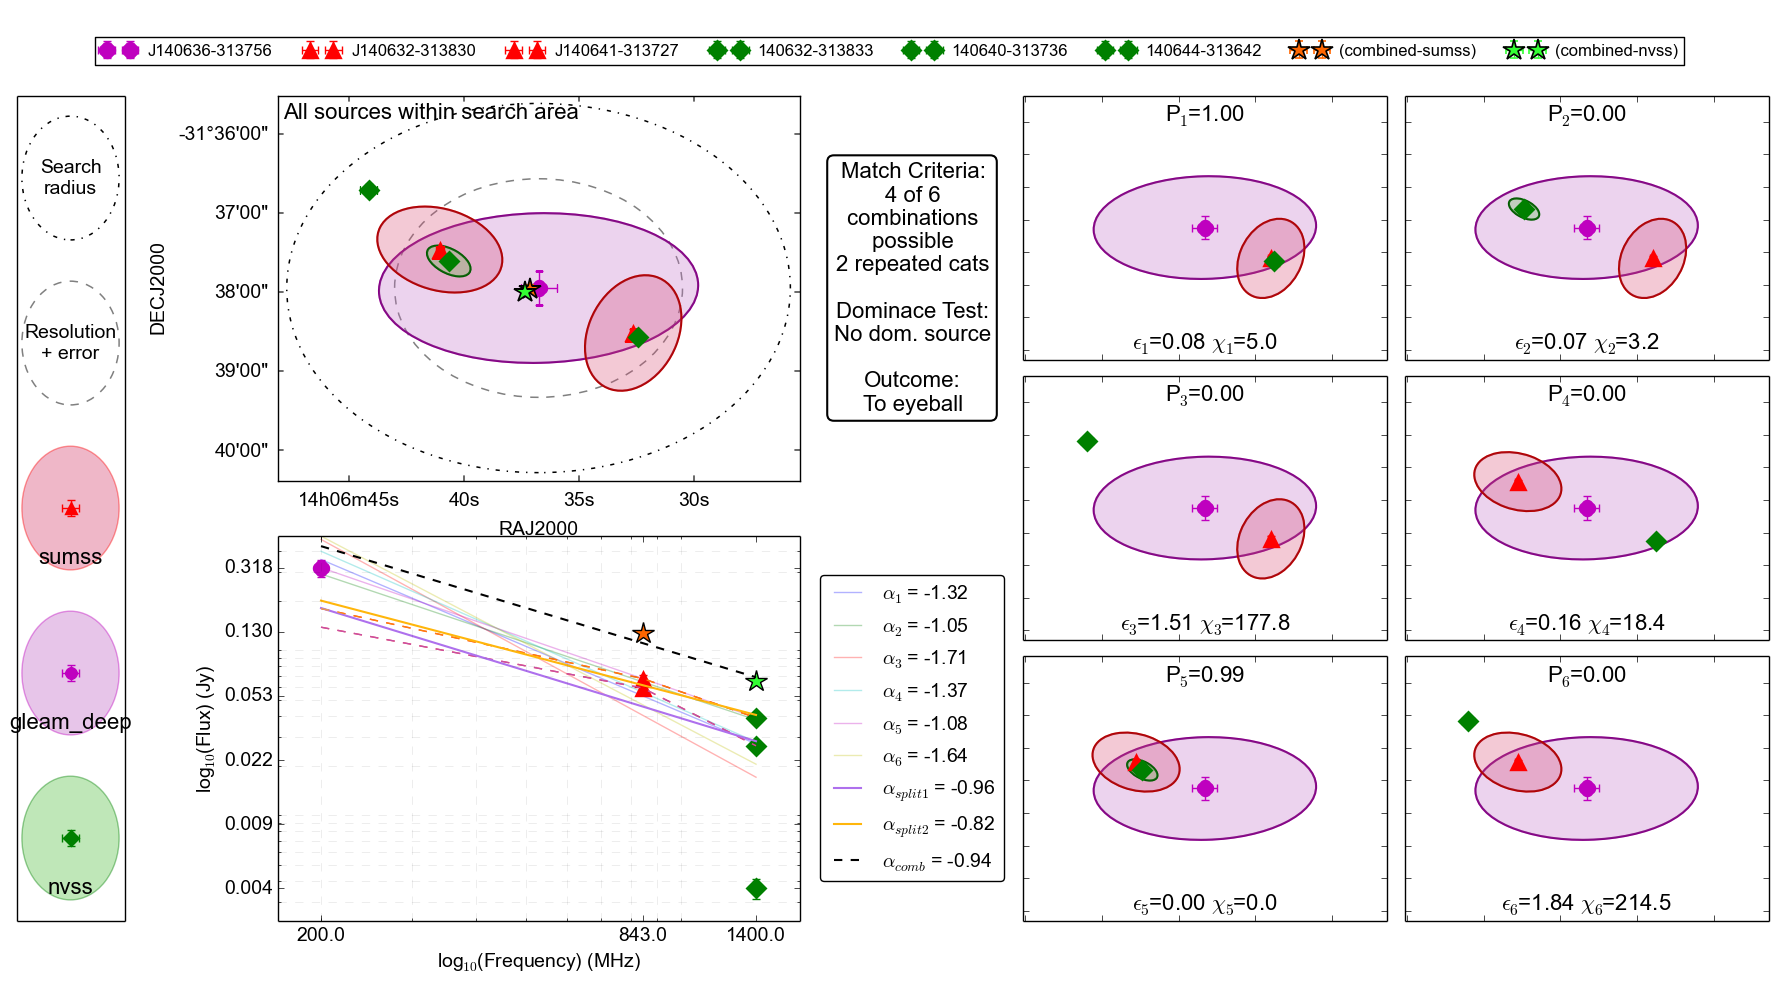 J140636-313756 J140632-313830 J140641-313727 140632-313833 140640-313736 140644-313642 (combined-sumss) (combined-nvss)
Search
radius
Resolution
+ error
sumss
gleam_deep
nvss
All sources within search area
-31°36'00"
37'00"
38'00"
39'00"
40'00"
DECJ2000
14h06m45s 40s 35s 30s
RAJ2000
0.318
0.130
0.053
0.022
0.009
0.004
log10(Flux) (Jy)
200.0 843.0 1400.0
log10(Frequency) (MHz)
Match Criteria:
4 of 6
combinations
possible
2 repeated cats
Dominace Test:
No dom. source
Outcome:
To eyeball
α1 = -1.32
α2 = -1.05
α3 = -1.71
α4 = -1.37
α5 = -1.08
α6 = -1.64
αsplit1 = -0.96
αsplit2 = -0.82
αcomb = -0.94
P1=1.00
ϵ1=0.08 χ1=5.0
P2=0.00
ϵ2=0.07 χ2=3.2
P3=0.00
ϵ3=1.51 χ3=177.8
P4=0.00
ϵ4=0.16 χ4=18.4
P5=0.99
ϵ5=0.00 χ5=0.0
P6=0.00
ϵ6=1.84 χ6=214.5